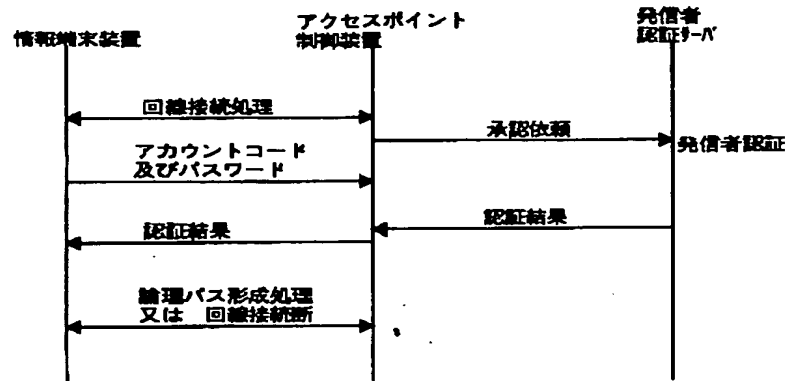 情報端末装置
アクセスポイント
制御装置
発信者
認証サーバ
回線接続処理
承認依頼
発信者認証
アカウントコード
及びパスワード
認証結果
認証結果
論理パス形成処理
又は 回線接続断